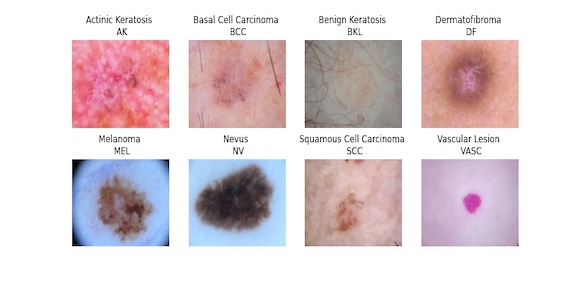 Actinic Keratosis
AK
Basal Cell Carcinoma
BCC
Benign Keratosis
BKL
Dermatofibroma
DF
Melanoma
MEL
Nevus
NV
Squamous Cell Carcinoma
SCC
Vascular Lesion
VASC